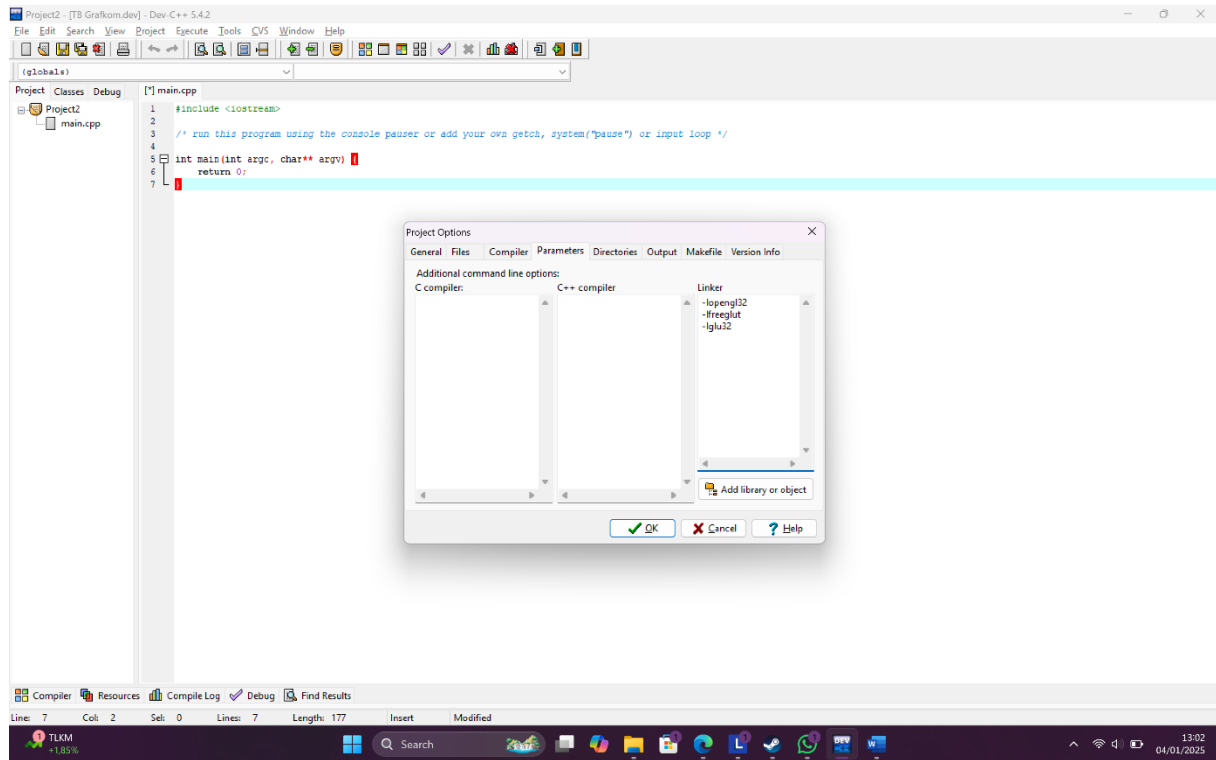 Project2 - [TB Grafkom.dev] - Dev-C++ 5.4.2
File Edit Search View Project Execute Tools CVS Window Help
(globals)
Project Classes Debug [*] main.cpp
Project2
main.cpp
1 #include <iostream>
2
3 /* run this program using the console pauser or add your own getch, system("pause") or input loop */
4
5 int main(int argc, char** argv) {
6 return 0;
7 }
Project Options
General Files Compiler Parameters Directories Output Makefile Version Info
Additional command line options:
C compiler: C++ compiler Linker
-lopengl32
-lfreeglut
-lglu32
Add library or object
OK Cancel Help
Compiler Resources Compile Log Debug Find Results
Line: 7 Col: 2 Sel: 0 Lines: 7 Length: 177 Insert Modified
1 TLKM
+1,85%
Search
DEV
13:02
04/01/2025